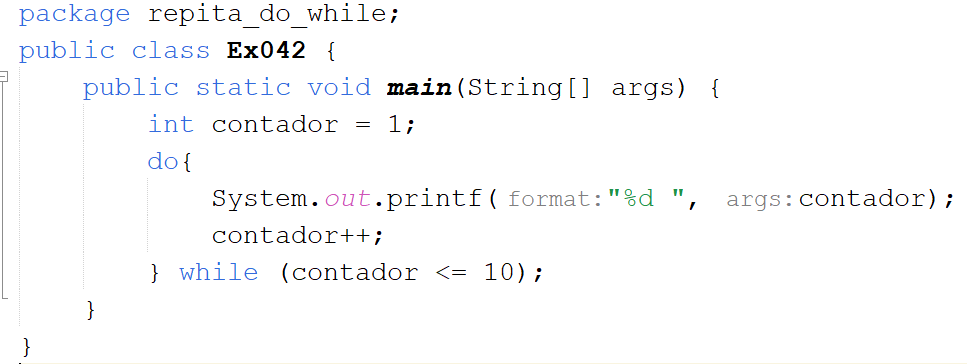 package repita_do_while;
public class Ex042 {
    public static void main(String[] args) {
        int contador = 1;
        do{
            System.out.printf(format:"%d ", args:contador);
            contador++;
        } while (contador <= 10);
    }
}